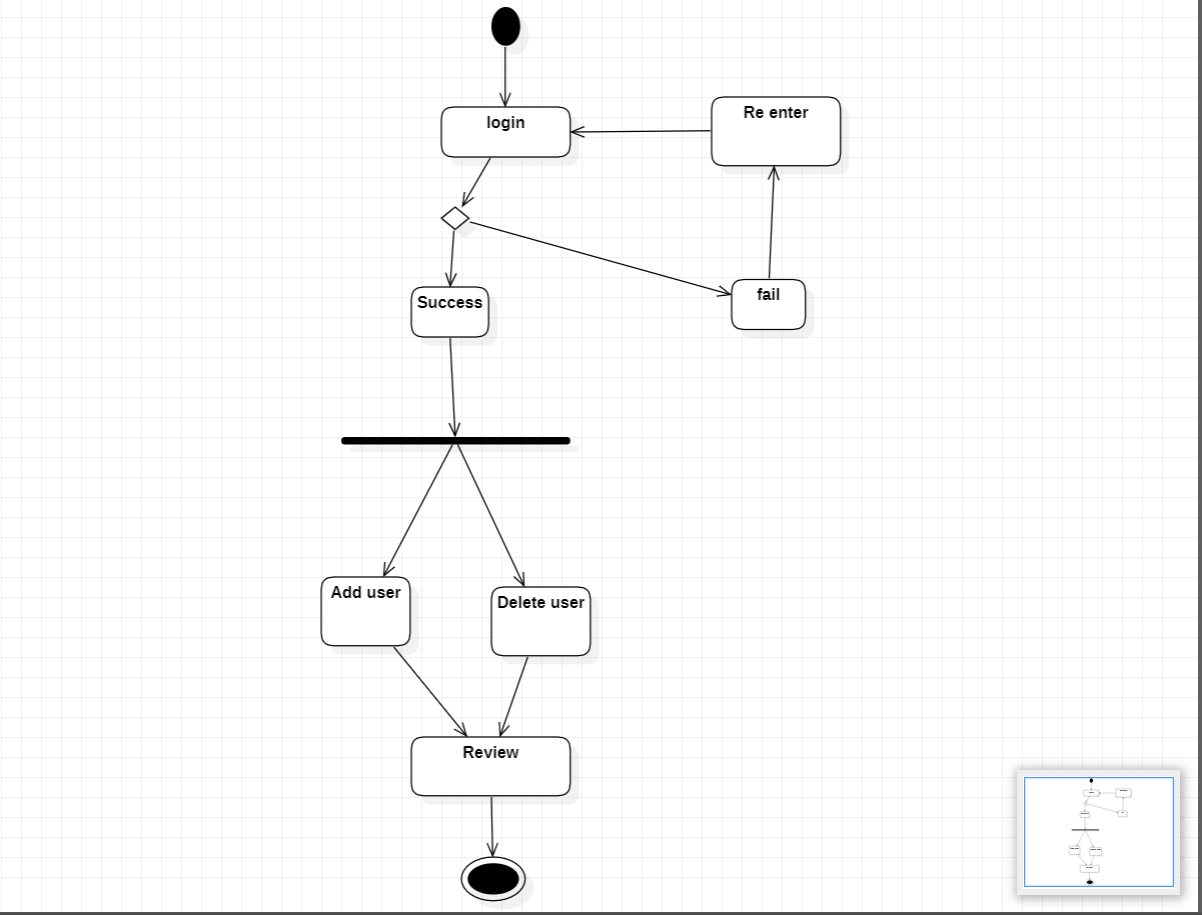 login
Re enter
Success
fail
Add user
Delete user
Review